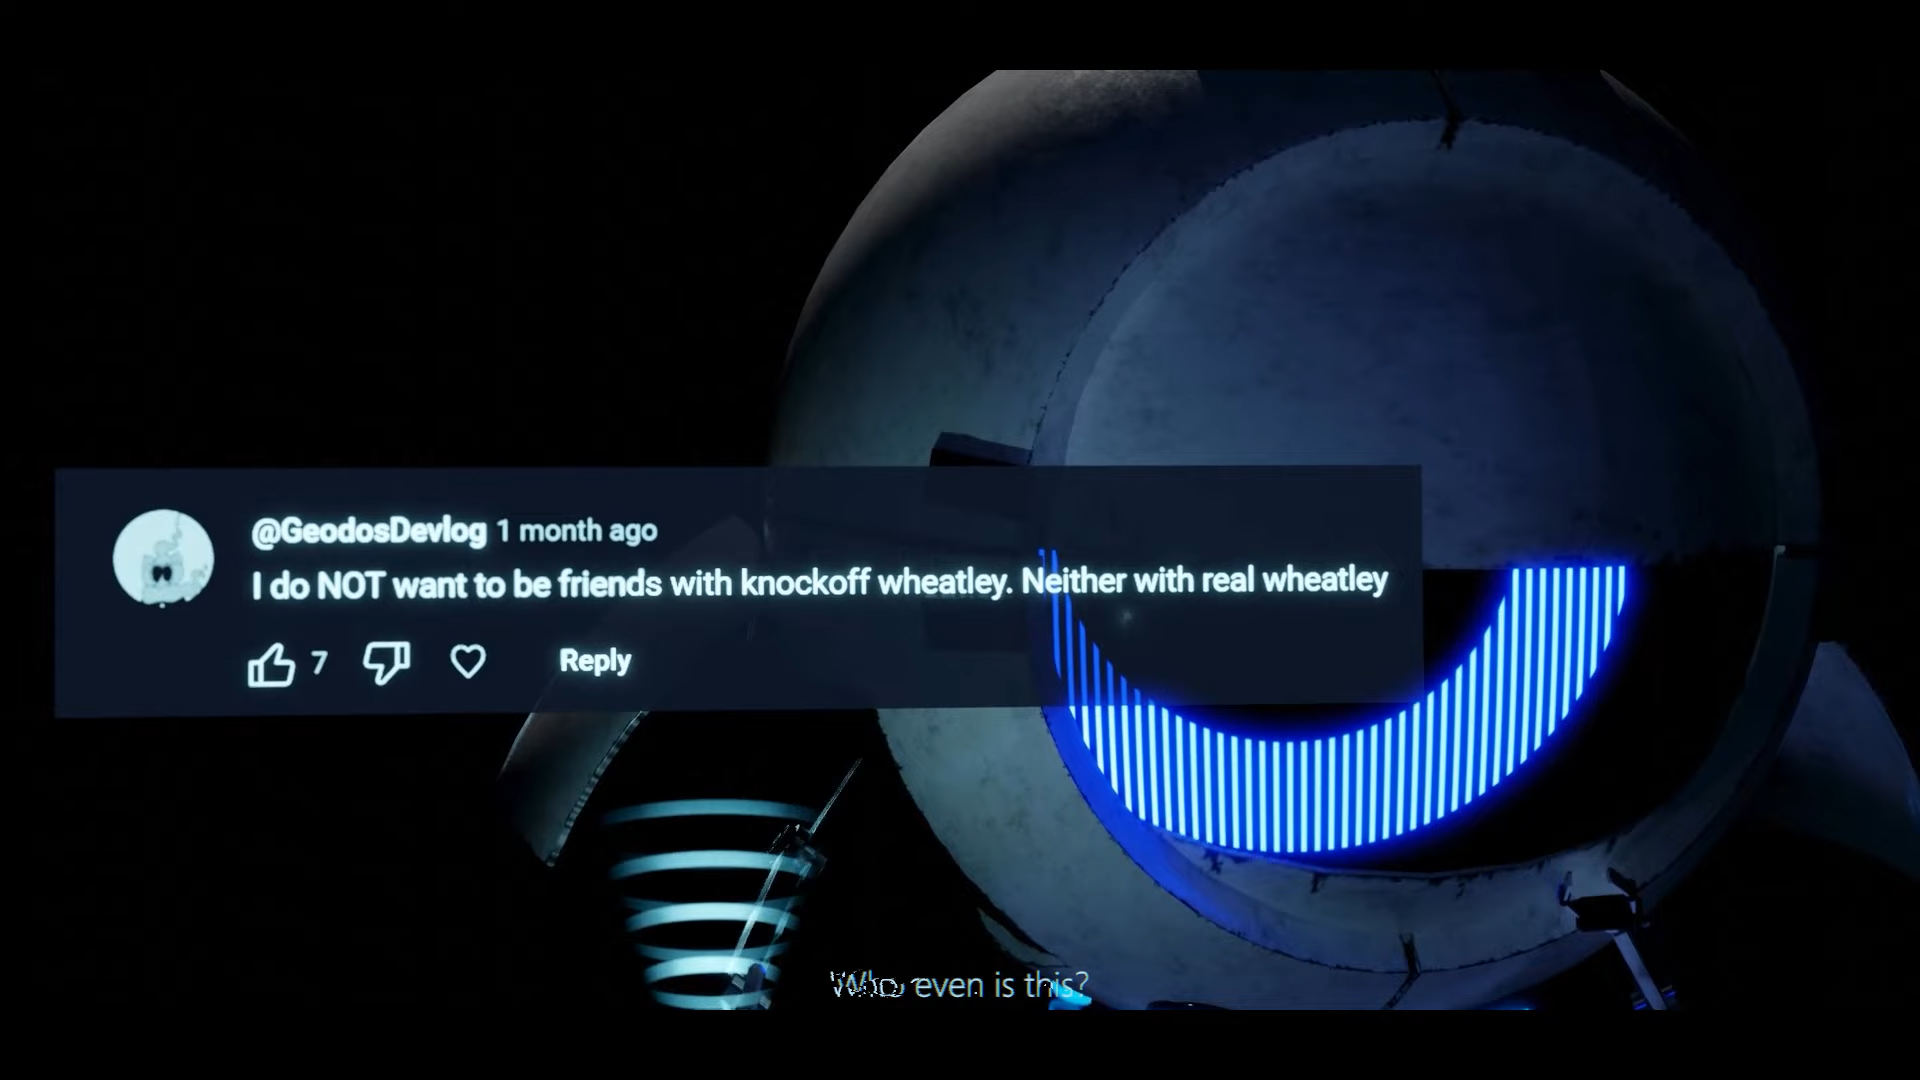 @GeodosDevlog 1 month ago
I do NOT want to be friends with knockoff wheatley. Neither with real wheatley
7
Reply
Who even is this?